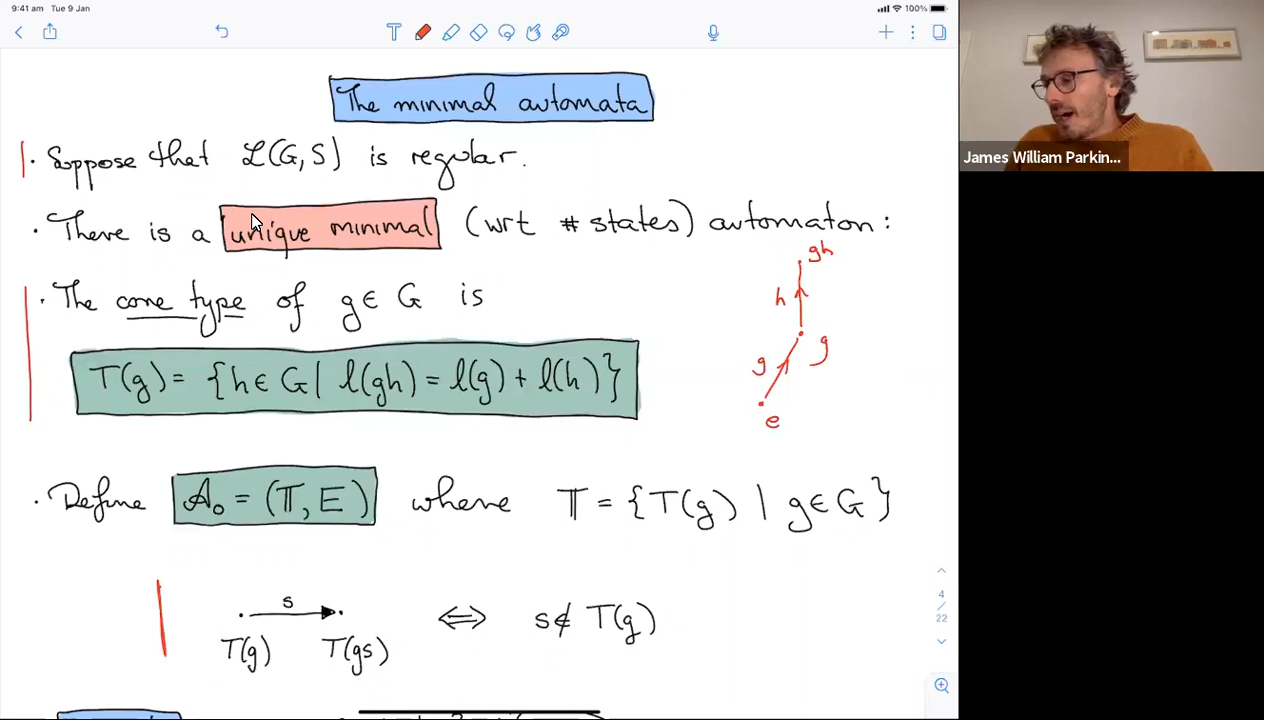 9:41 am Tue 9 Jan
100%
The minimal automata
· Suppose that L(G,S) is regular.
· There is a unique minimal (wrt # states) automaton:
· The cone type of g∈G is
T(g) = {h∈G | l(gh) = l(g) + l(h)}
gh
h
g
g
e
· Define A₀ = (𝕋, E) where 𝕋 = {T(g) | g∈G}
s
T(g) T(gs)
⟺ s∉T(g)
4
/
22
James William Parkin...